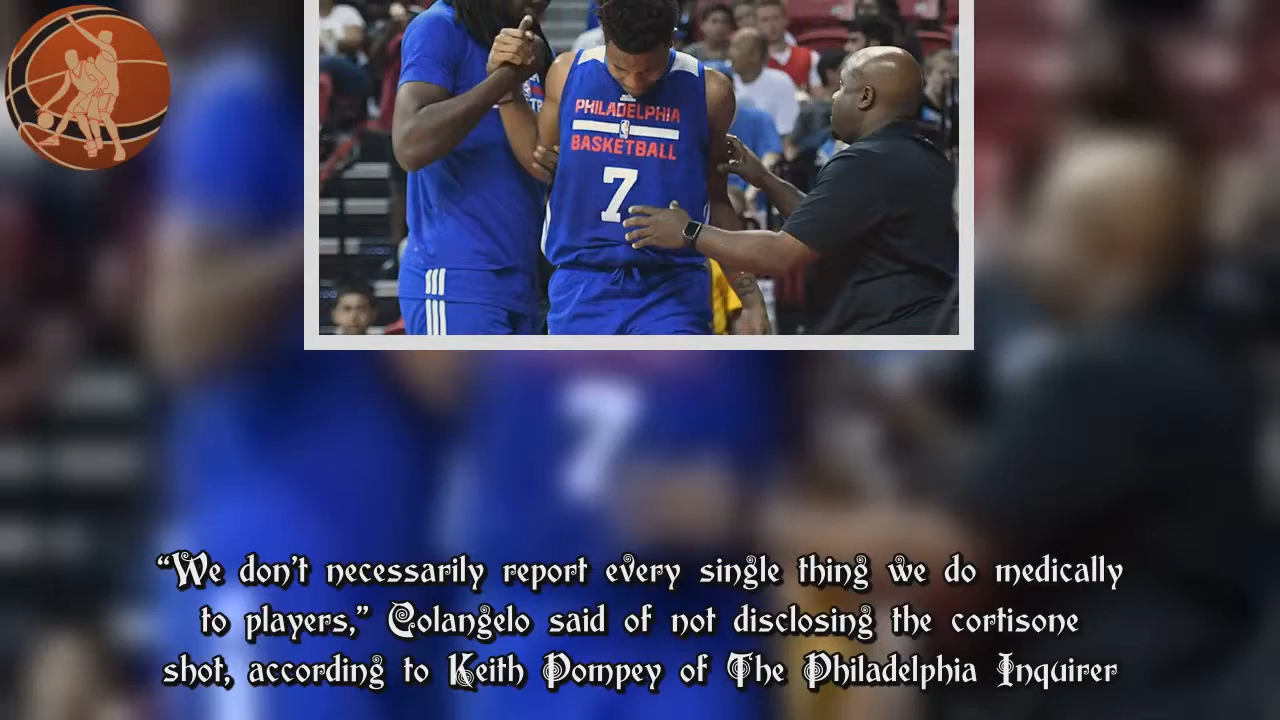 PHILADELPHIA
BASKETBALL
7
7
“We don’t necessarily report every single thing we do medically
to players,” Colangelo said of not disclosing the cortisone
shot, according to Keith Pompey of The Philadelphia Inquirer